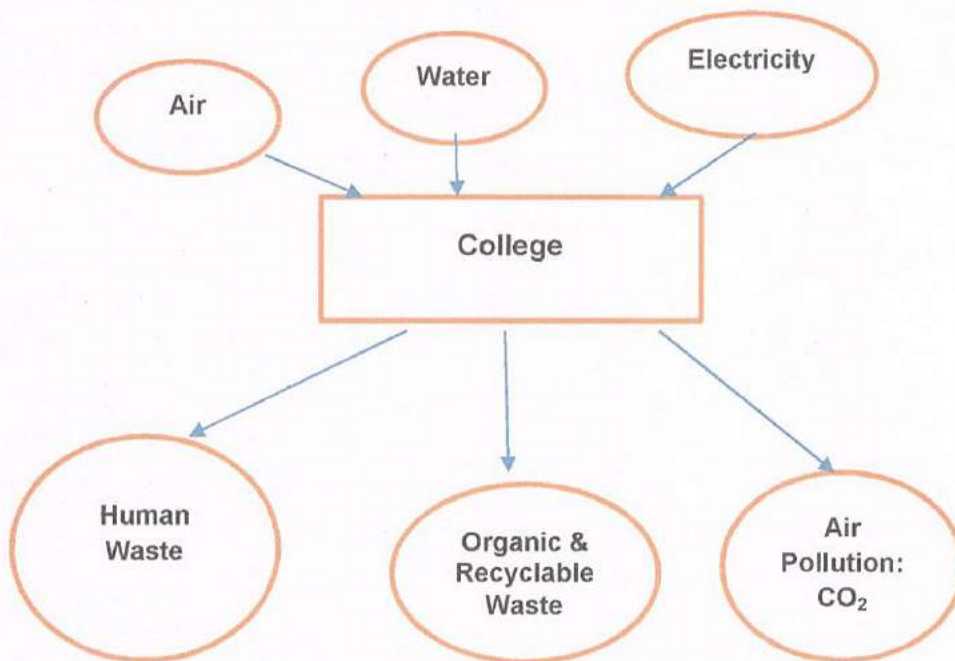 Air
Water
Electricity
College
Human
Waste
Organic &
Recyclable
Waste
Air
Pollution:
CO₂